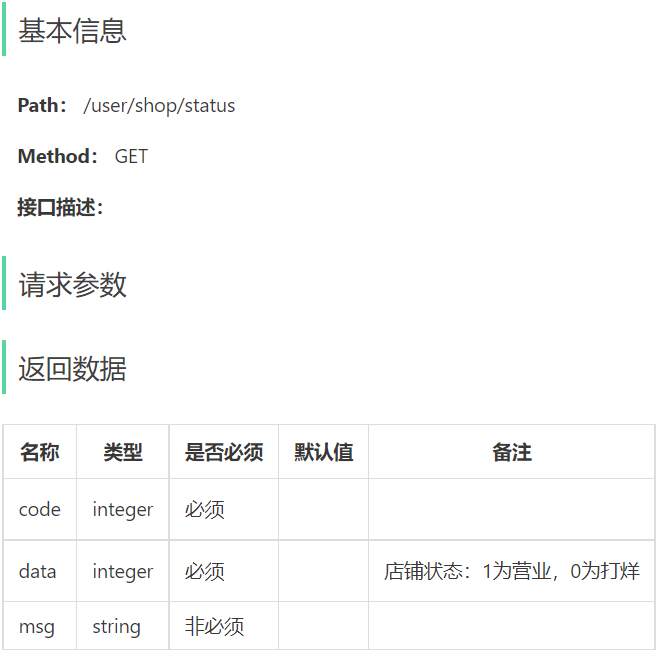 基本信息
Path： /user/shop/status
Method： GET
接口描述：
请求参数
返回数据
名称 类型 是否必须 默认值 备注
code integer 必须
data integer 必须 店铺状态：1为营业，0为打烊
msg string 非必须